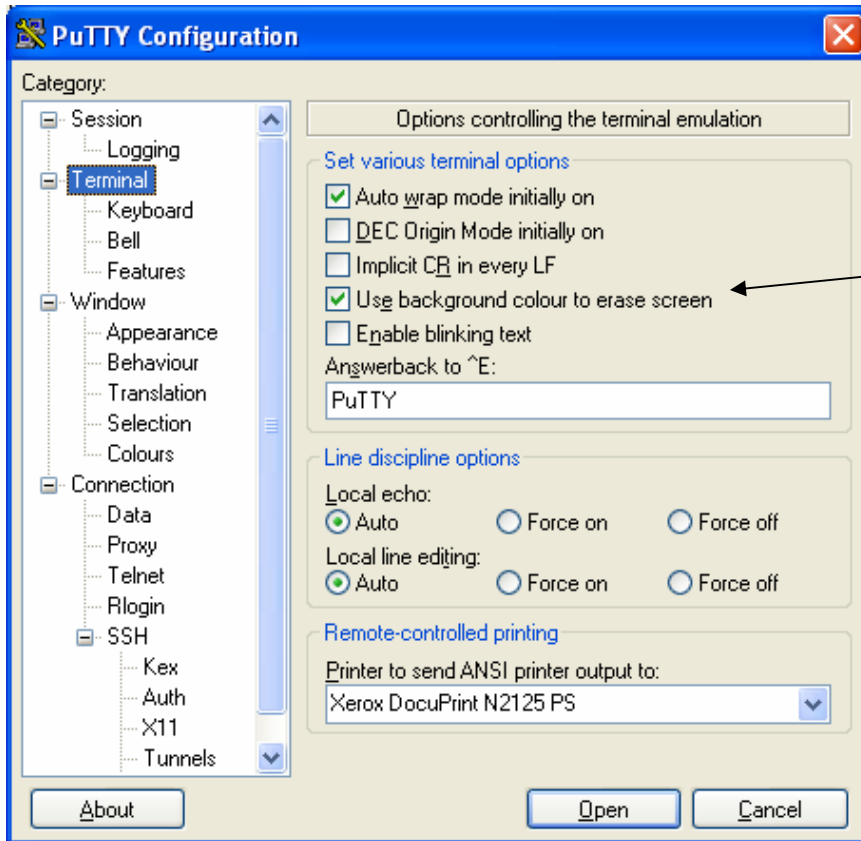 PuTTY Configuration
Category:
Session
Logging
Terminal
Keyboard
Bell
Features
Window
Appearance
Behaviour
Translation
Selection
Colours
Connection
Data
Proxy
Telnet
Rlogin
SSH
Kex
Auth
X11
Tunnels
Options controlling the terminal emulation
Set various terminal options
Auto wrap mode initially on
DEC Origin Mode initially on
Implicit CR in every LF
Use background colour to erase screen
Enable blinking text
Answerback to ^E:
PuTTY
Line discipline options
Local echo:
Auto Force on Force off
Local line editing:
Auto Force on Force off
Remote-controlled printing
Printer to send ANSI printer output to:
Xerox DocuPrint N2125 PS
About Open Cancel